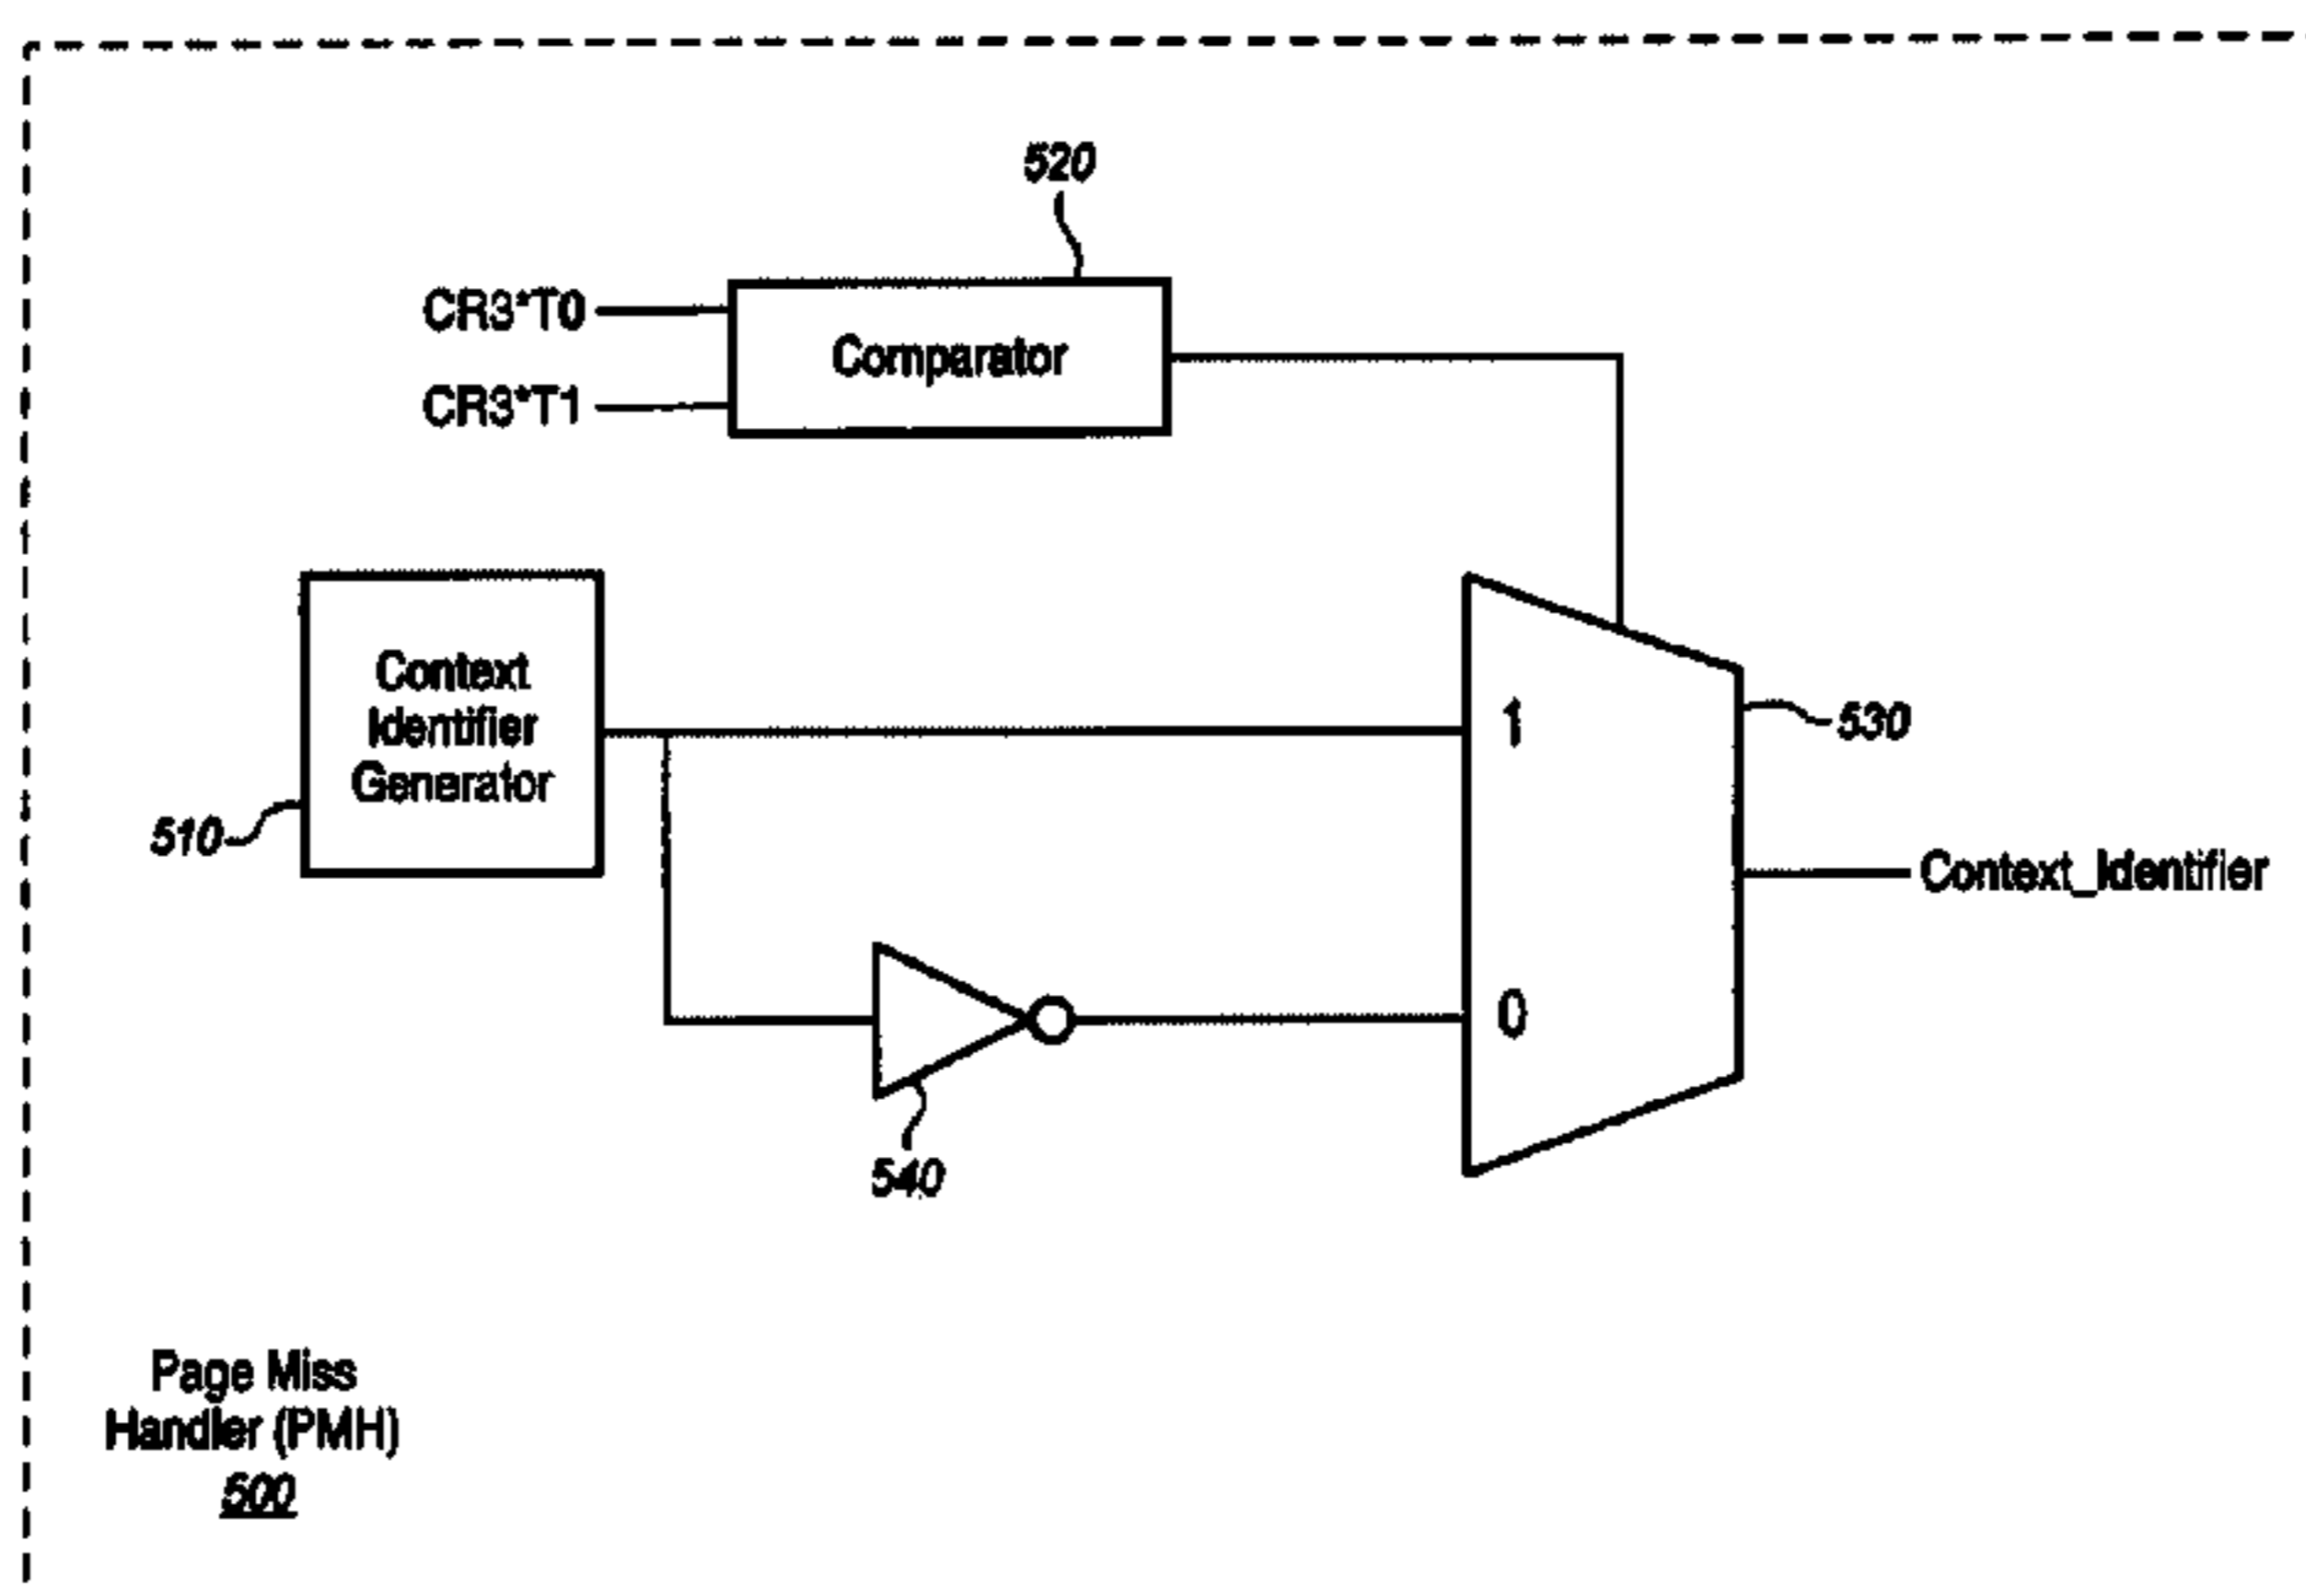 520
CR3*T0
Comparator
CR3*T1
Context
Identifier
Generator
1
530
510
Context_Identifier
0
540
Page Miss
Handler (PMH)
500